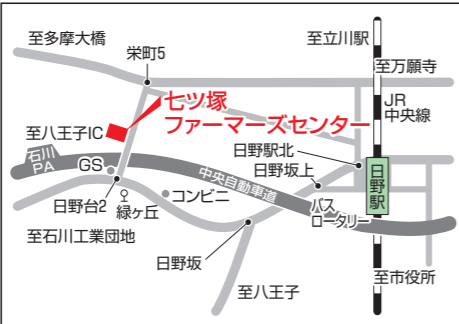 至多摩大橋
栄町5
至立川駅
至万願寺
JR
中央線
七ツ塚
ファーマーズセンター
至八王子IC
石川
PA
GS
日野駅北
日野坂上
日野駅
中央自動車道
コンビニ
バス
ロータリー
日野台2
緑ヶ丘
至石川工業団地
日野坂
至八王子
至市役所